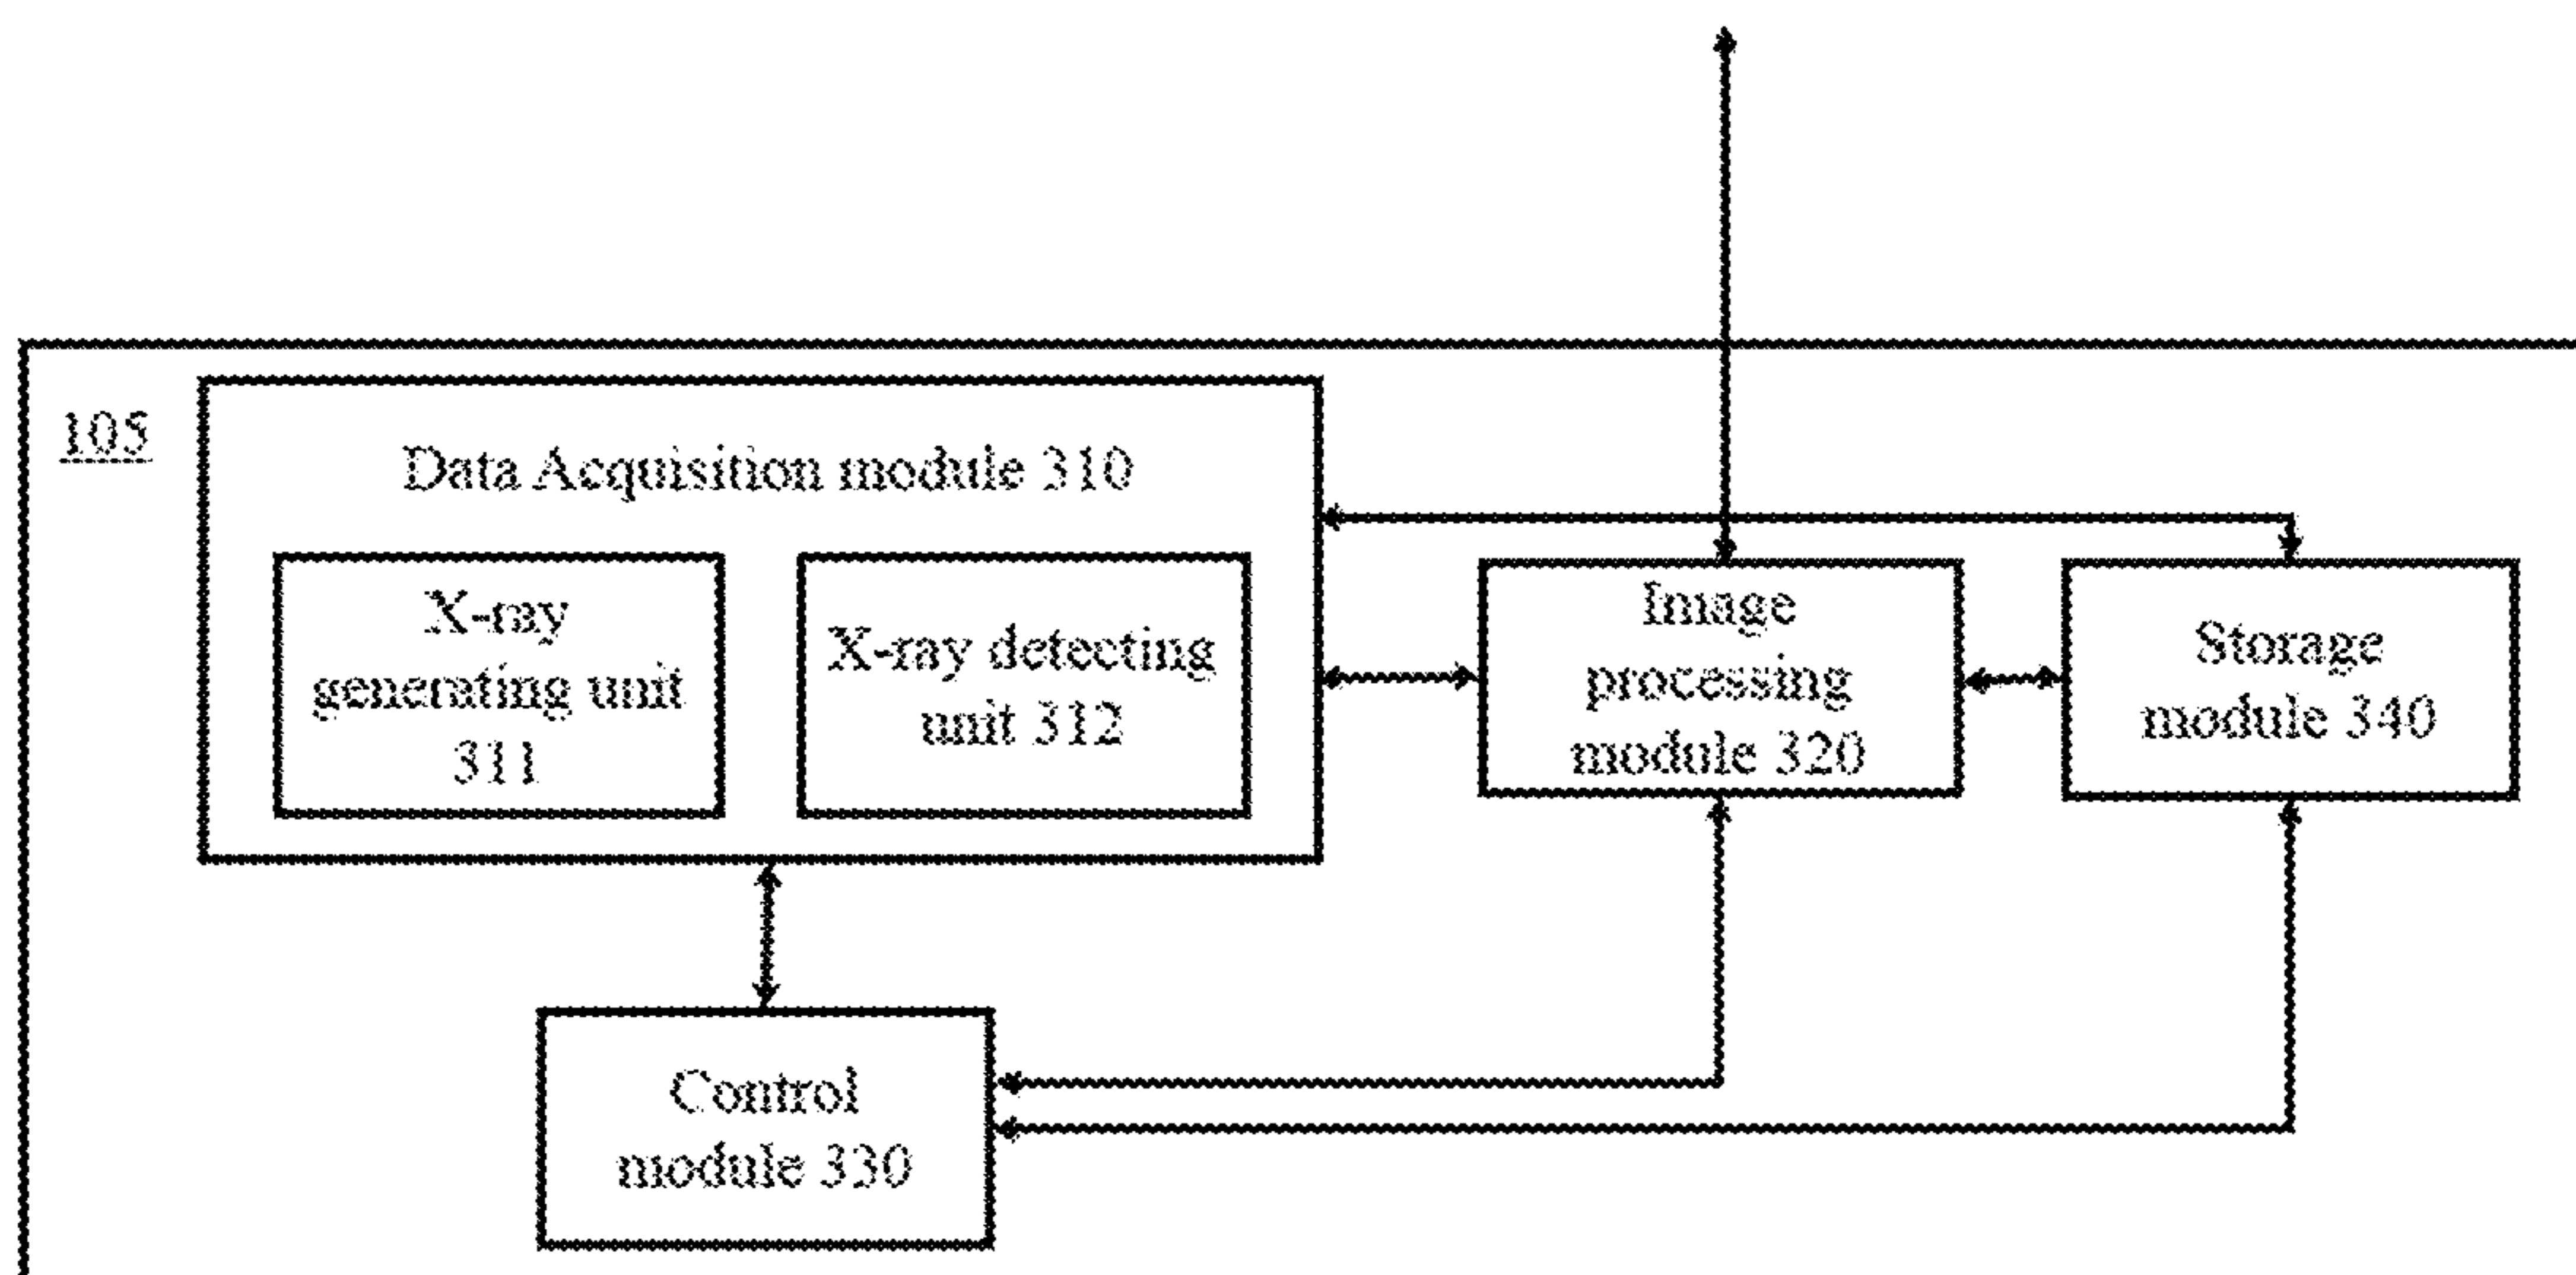 105
Data Acquisition module 310
X-ray
generating unit
311
X-ray detecting
unit 312
Image
processing
module 320
Storage
module 340
Control
module 330